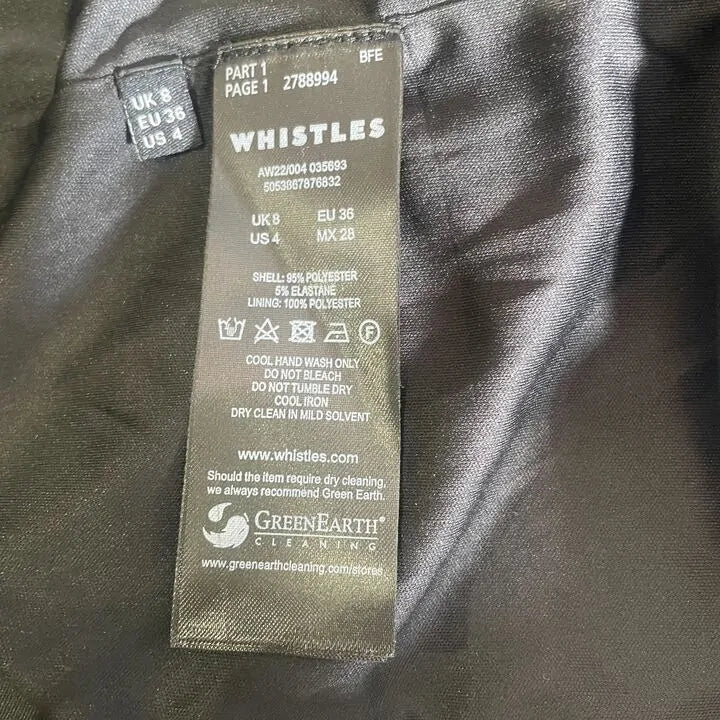 UK 8
EU 36
US 4
PART 1 BFE
PAGE 1 2788994
WHISTLES
AW22/004 035693
5053867876832
UK 8 EU 36
US 4 MX 28
SHELL: 95% POLYESTER
5% ELASTANE
LINING: 100% POLYESTER
F
COOL HAND WASH ONLY
DO NOT BLEACH
DO NOT TUMBLE DRY
COOL IRON
DRY CLEAN IN MILD SOLVENT
www.whistles.com
Should the item require dry cleaning,
we always recommend Green Earth.
GREENEARTH®
CLEANING
www.greenearthcleaning.com/stores